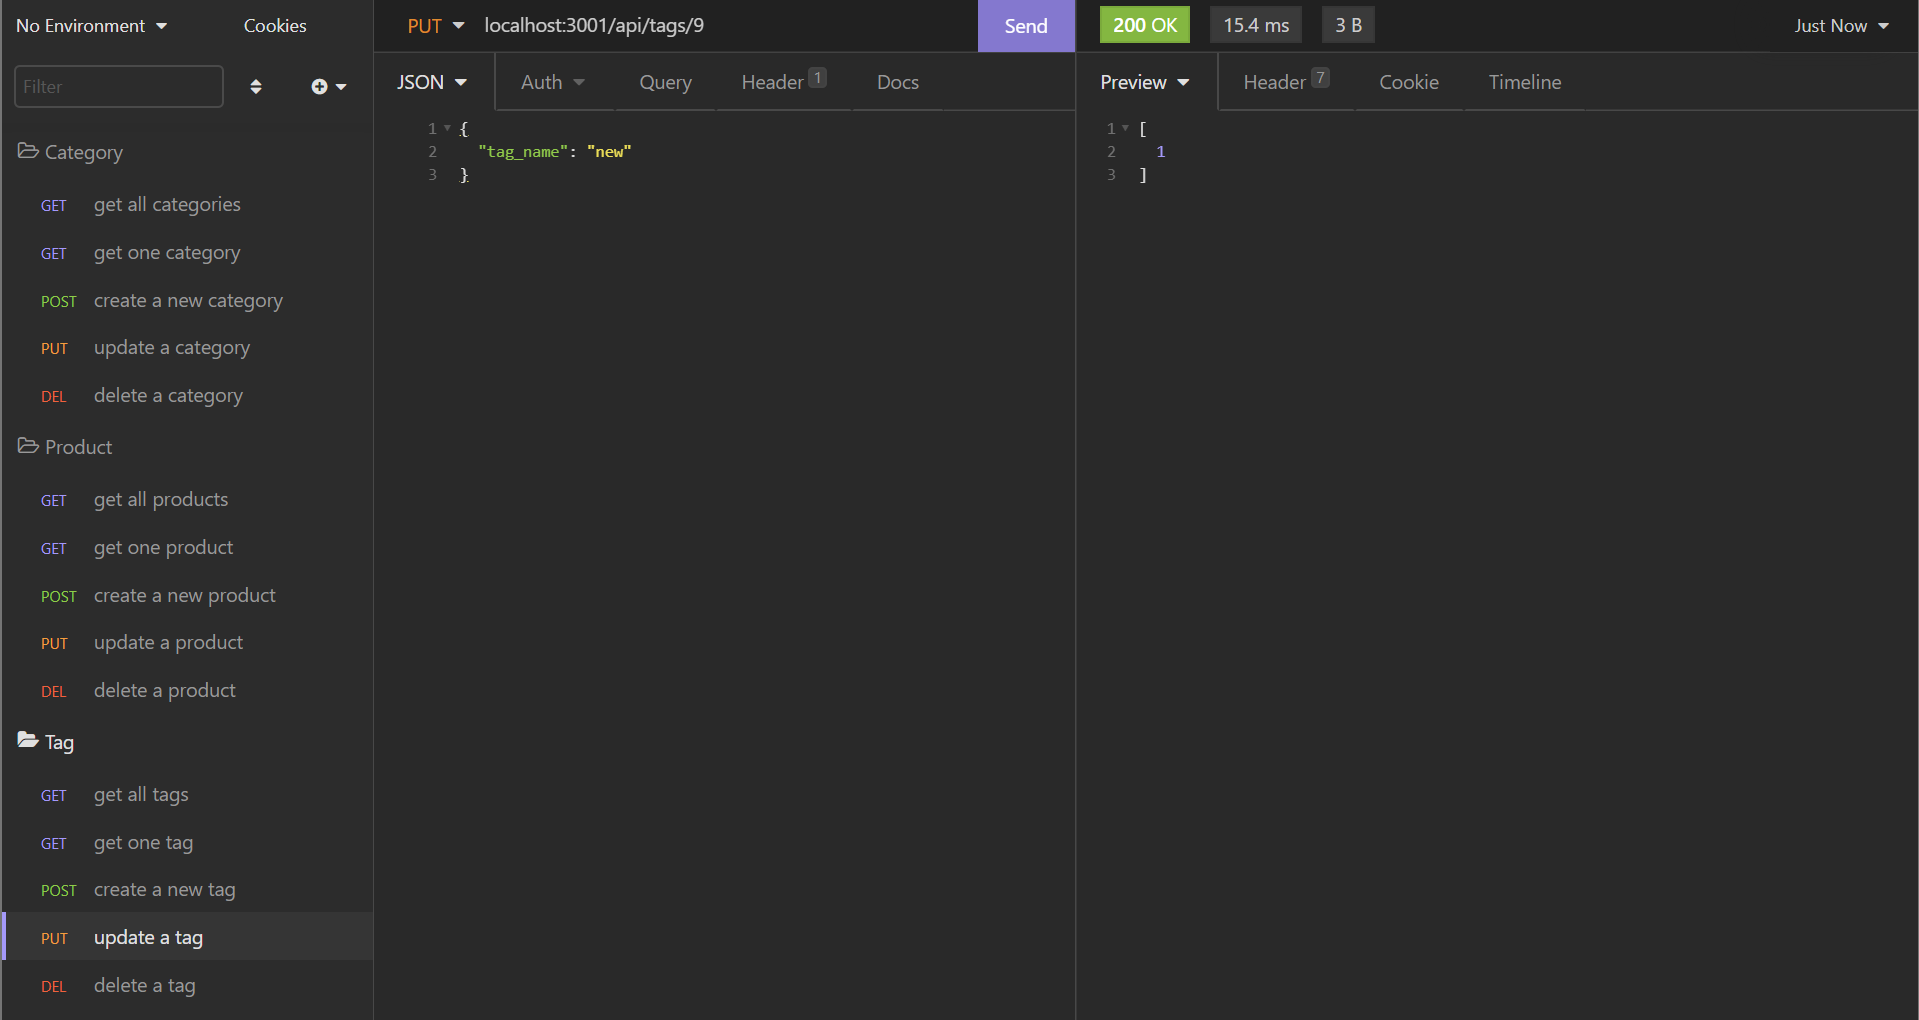 No Environment Cookies
Filter
Category
GET get all categories
GET get one category
POST create a new category
PUT update a category
DEL delete a category
Product
GET get all products
GET get one product
POST create a new product
PUT update a product
DEL delete a product
Tag
GET get all tags
GET get one tag
POST create a new tag
PUT update a tag
DEL delete a tag
PUT localhost:3001/api/tags/9 Send
JSON Auth Query Header 1 Docs
1 {
2 "tag_name": "new"
3 }
200 OK 15.4 ms 3 B Just Now
Preview Header 7 Cookie Timeline
1 [
2 1
3 ]